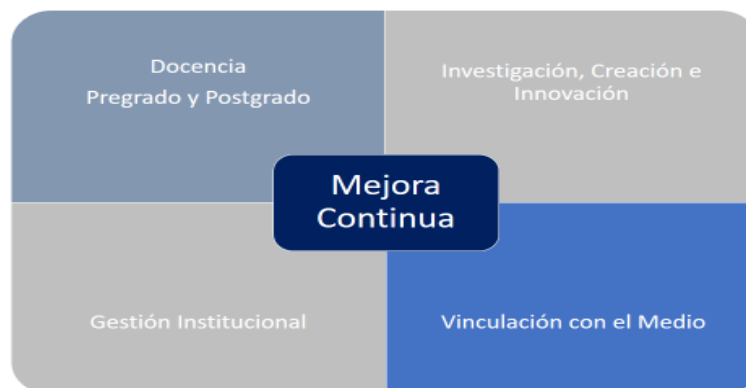 Docencia
Pregrado y Postgrado
Investigación, Creación e
Innovación
Mejora
Continua
Gestión Institucional
Vinculación con el Medio